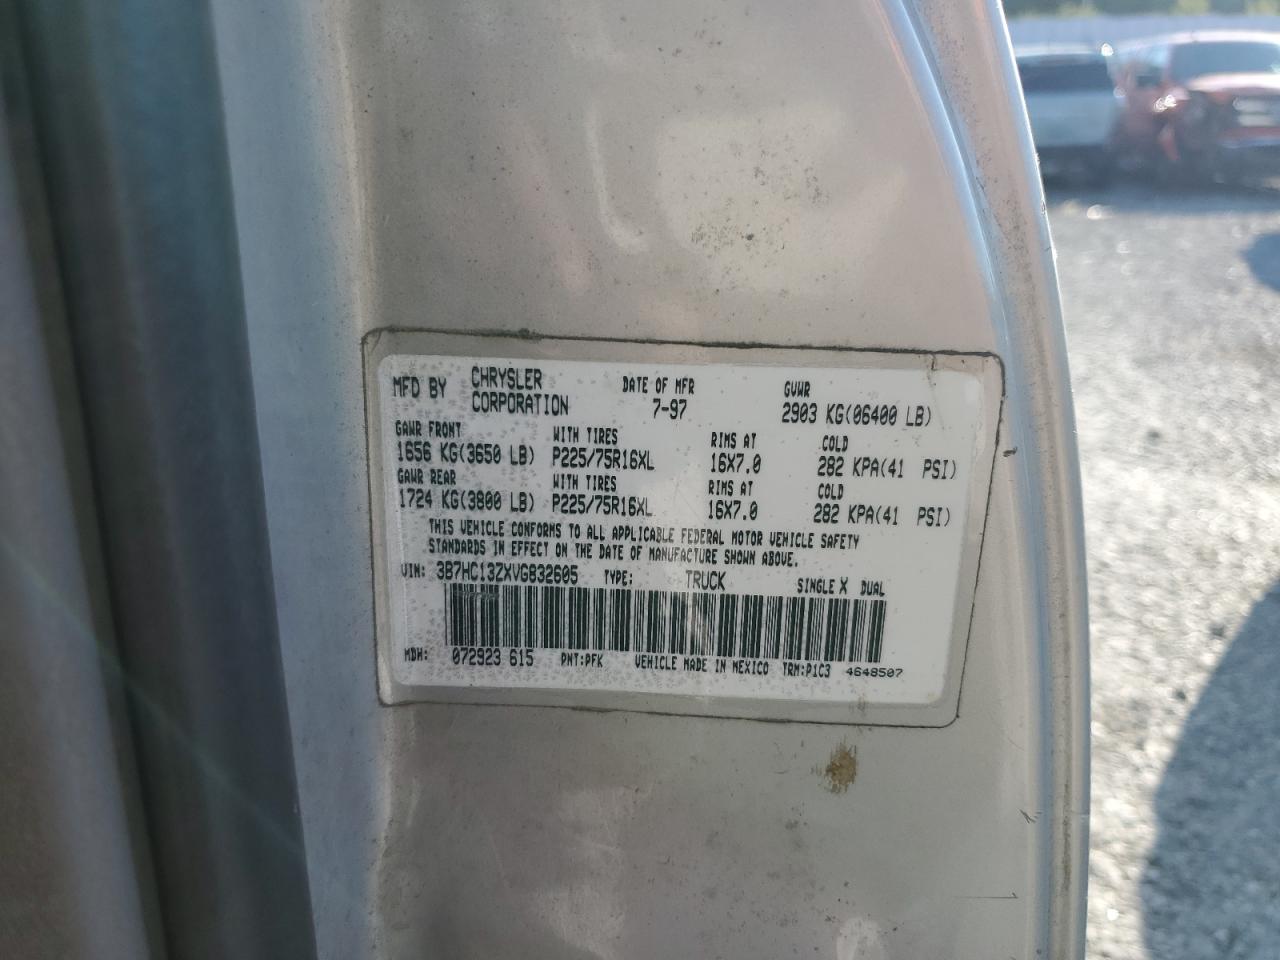 MFD BY CHRYSLER CORPORATION DATE OF MFR 7-97 GVWR 2903 KG(06400 LB)
GAWR FRONT WITH TIRES RIMS AT COLD
1656 KG(3650 LB) P225/75R16XL 16X7.0 282 KPA(41 PSI)
GAWR REAR WITH TIRES RIMS AT COLD
1724 KG(3800 LB) P225/75R16XL 16X7.0 282 KPA(41 PSI)
THIS VEHICLE CONFORMS TO ALL APPLICABLE FEDERAL MOTOR VEHICLE SAFETY
STANDARDS IN EFFECT ON THE DATE OF MANUFACTURE SHOWN ABOVE.
VIN: 3B7HC13ZXVG832605 TYPE: TRUCK SINGLE X DUAL
MDH: 072923 615 PNT:PFK VEHICLE MADE IN MEXICO TRM:P1C3 4648507